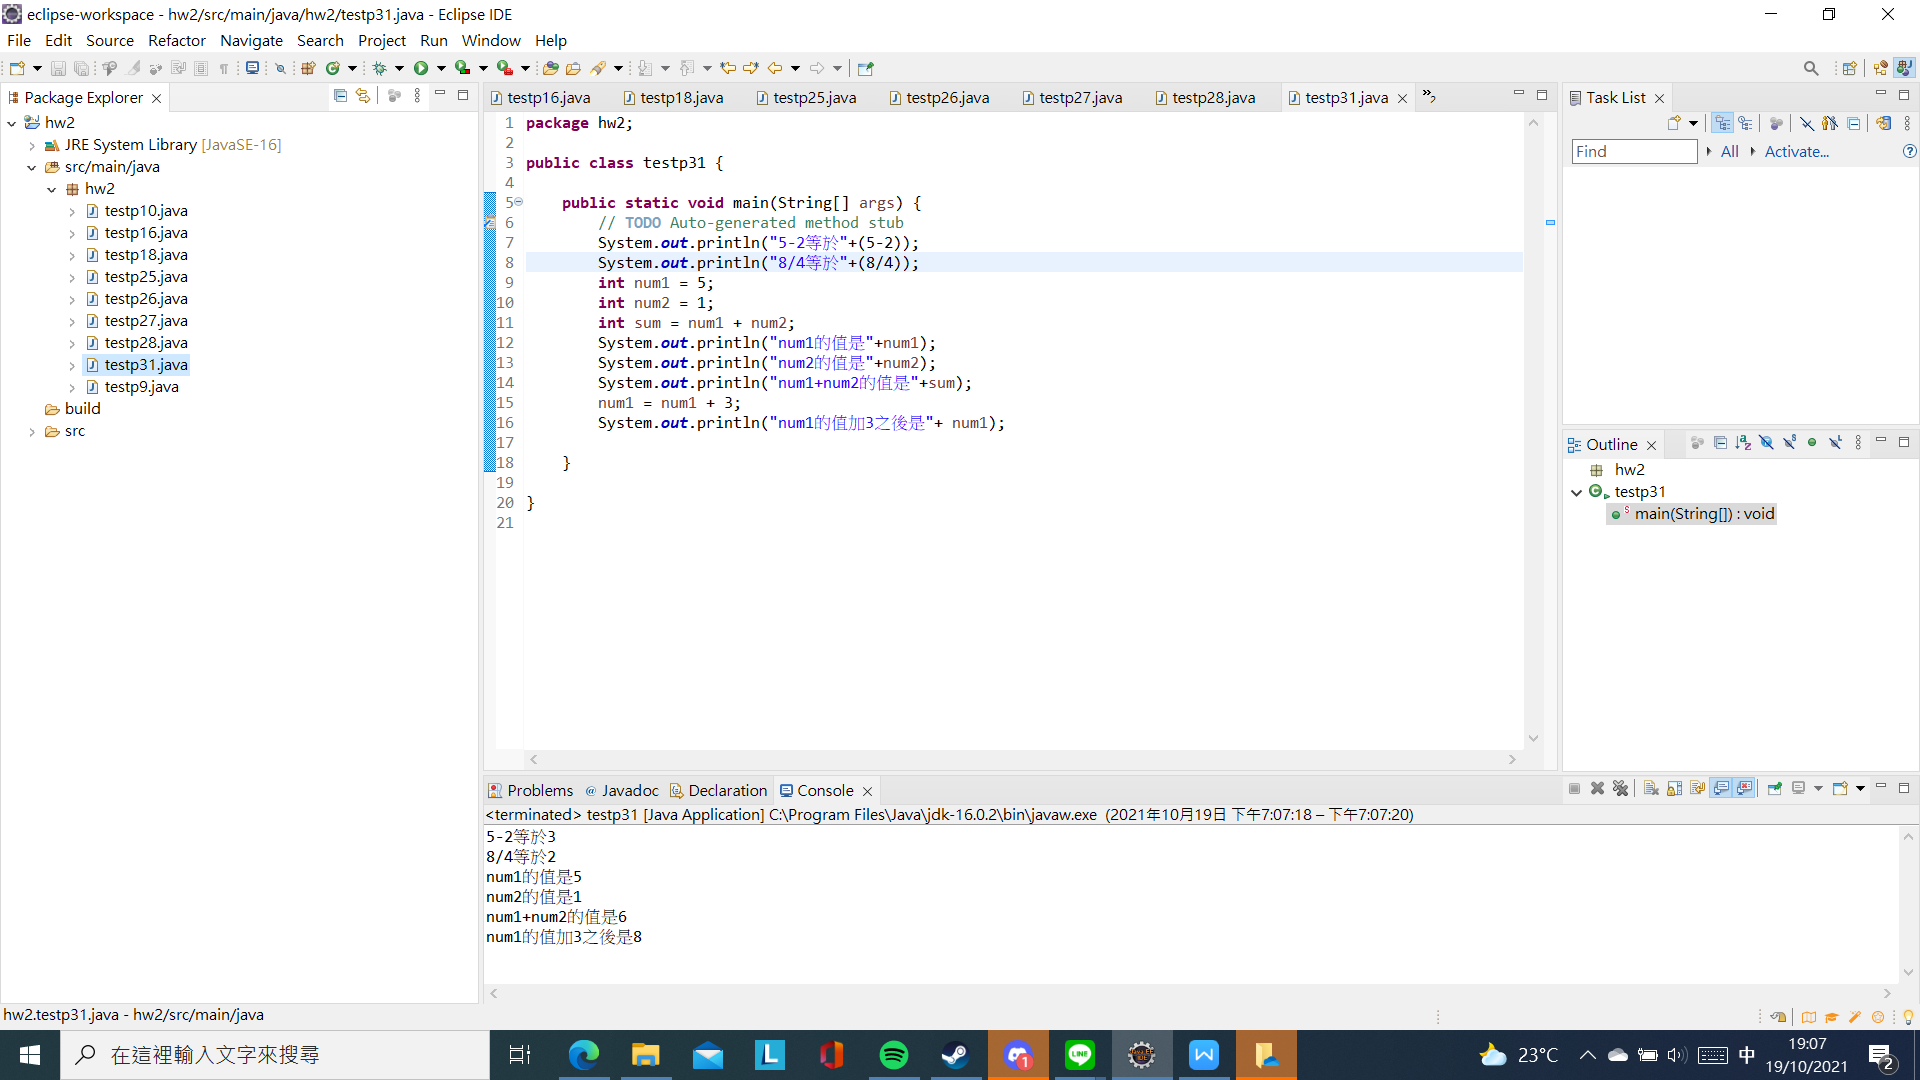 eclipse-workspace - hw2/src/main/java/hw2/testp31.java - Eclipse IDE
File Edit Source Refactor Navigate Search Project Run Window Help
Package Explorer
hw2
JRE System Library [JavaSE-16]
src/main/java
hw2
testp10.java
testp16.java
testp18.java
testp25.java
testp26.java
testp27.java
testp28.java
testp31.java
testp9.java
build
src
testp16.java testp18.java testp25.java testp26.java testp27.java testp28.java testp31.java »2
1 package hw2;
2
3 public class testp31 {
4
5 public static void main(String[] args) {
6 // TODO Auto-generated method stub
7 System.out.println("5-2等於"+(5-2));
8 System.out.println("8/4等於"+(8/4));
9 int num1 = 5;
10 int num2 = 1;
11 int sum = num1 + num2;
12 System.out.println("num1的值是"+num1);
13 System.out.println("num2的值是"+num2);
14 System.out.println("num1+num2的值是"+sum);
15 num1 = num1 + 3;
16 System.out.println("num1的值加3之後是"+ num1);
17
18 }
19
20 }
21
Task List
Find All Activate...
Outline
hw2
testp31
main(String[]) : void
Problems @ Javadoc Declaration Console
<terminated> testp31 [Java Application] C:\Program Files\Java\jdk-16.0.2\bin\javaw.exe (2021年10月19日 下午7:07:18 – 下午7:07:20)
5-2等於3
8/4等於2
num1的值是5
num2的值是1
num1+num2的值是6
num1的值加3之後是8
hw2.testp31.java - hw2/src/main/java
在這裡輸入文字來搜尋
1
LINE
23°C
中
19:07
19/10/2021
2